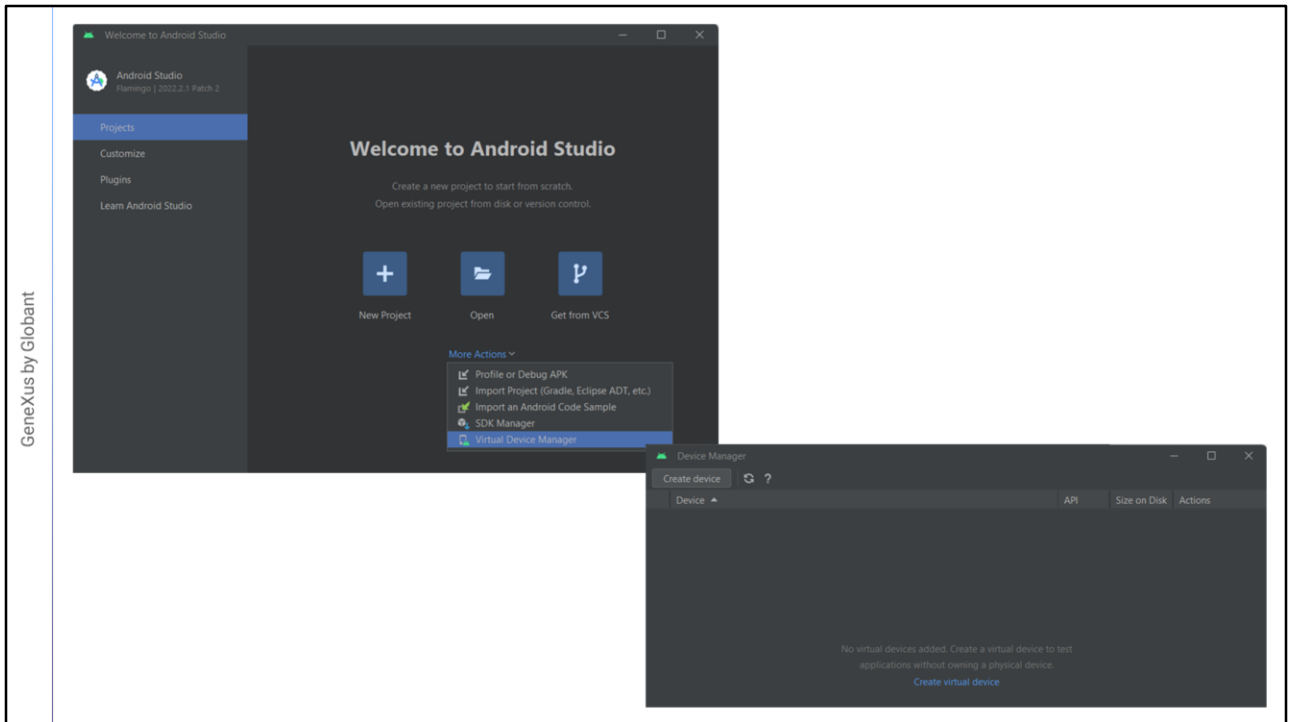 GeneXus by Globant
Welcome to Android Studio
Android Studio
Flamingo | 2022.2.1 Patch 2
Projects
Customize
Plugins
Learn Android Studio
Welcome to Android Studio
Create a new project to start from scratch.
Open existing project from disk or version control.
New Project
Open
Get from VCS
More Actions
Profile or Debug APK
Import Project (Gradle, Eclipse ADT, etc.)
Import an Android Code Sample
SDK Manager
Virtual Device Manager
Device Manager
Create device ?
Device API Size on Disk Actions
No virtual devices added. Create a virtual device to test
applications without owning a physical device.
Create virtual device